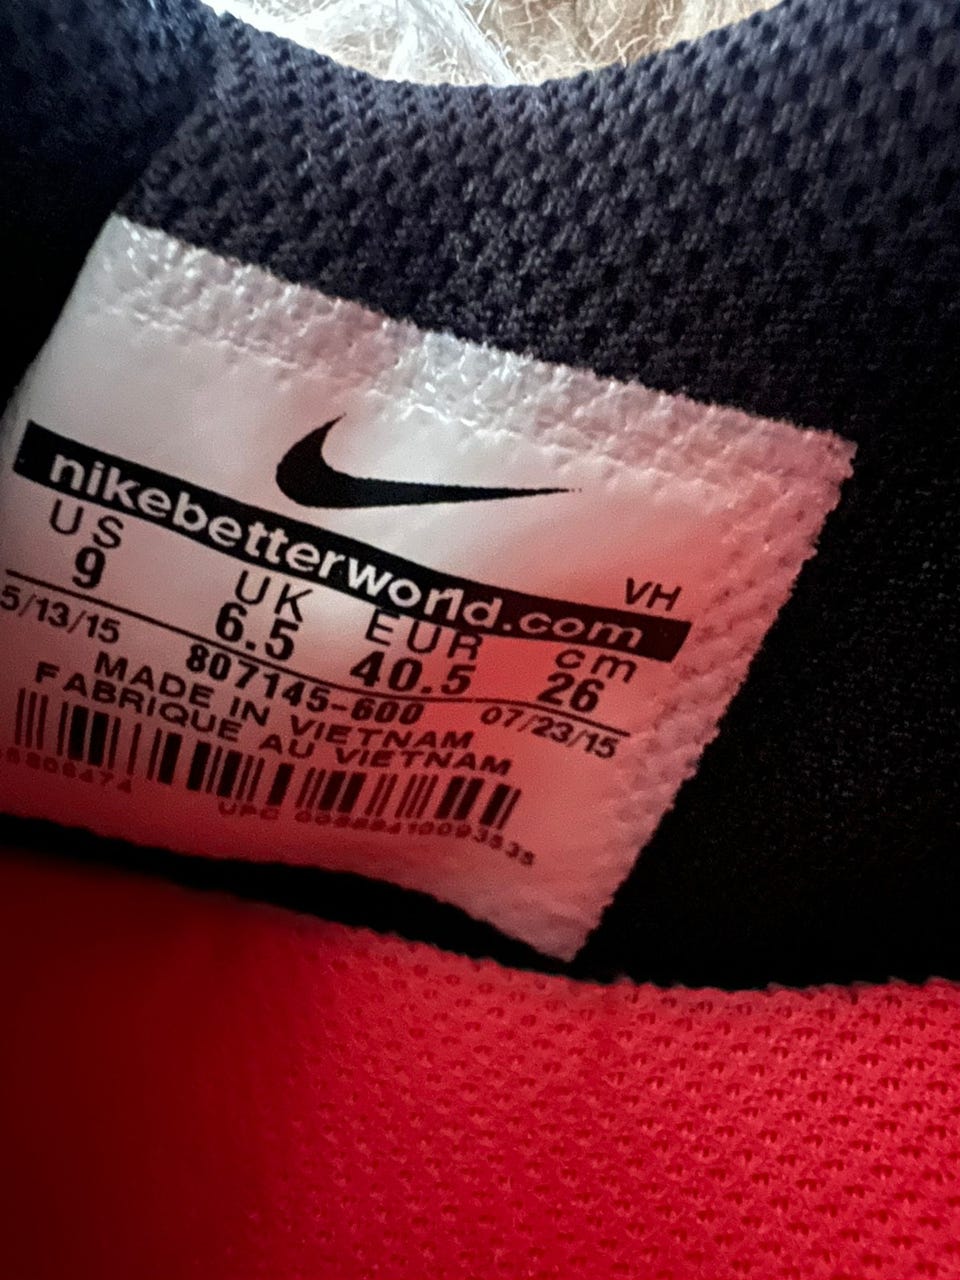 nikebetterworld.com
VH
US UK EUR cm
9 6.5 40.5 26
5/13/15 807145-600 07/23/15
MADE IN VIETNAM
FABRIQUE AU VIETNAM
UPC